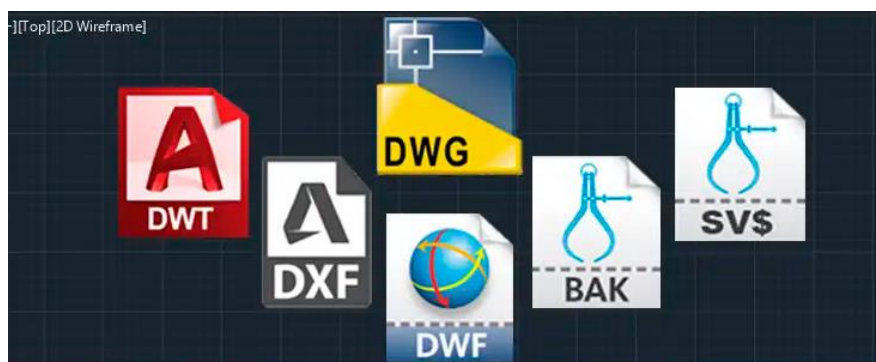 -][Top][2D Wireframe]
DWG
DWT
SV$
DXF
BAK
DWF